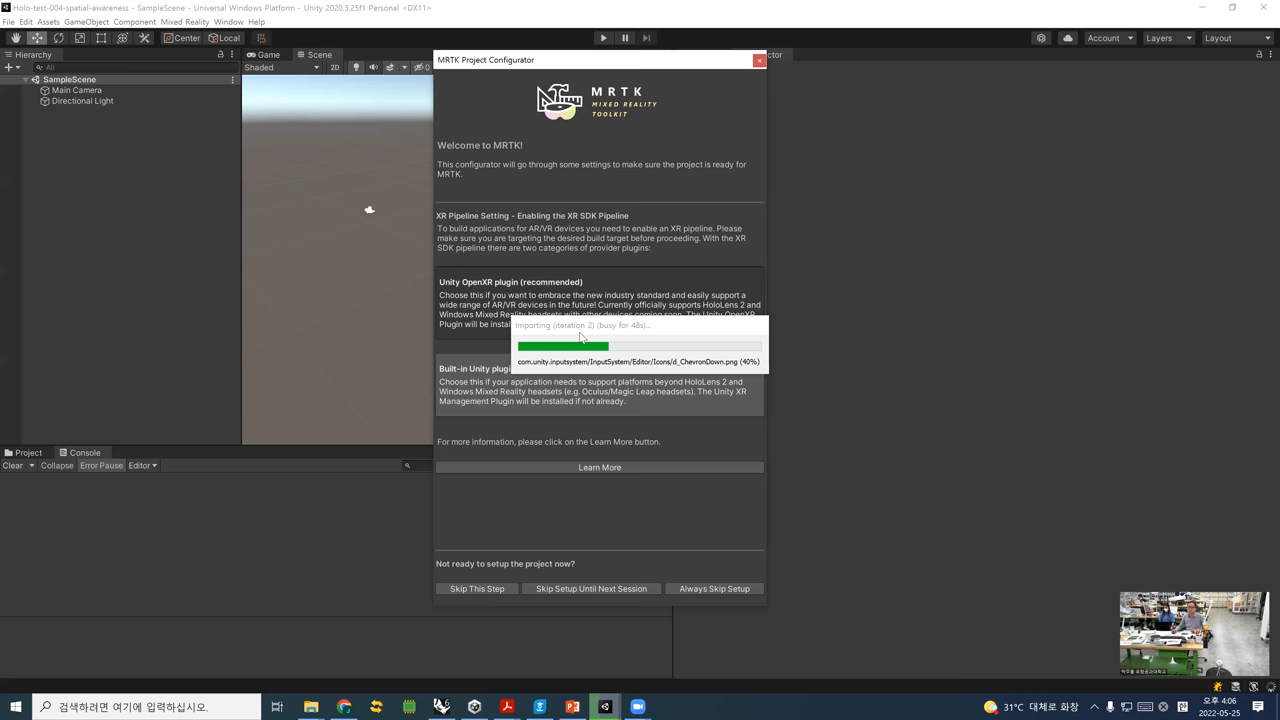 Holo-test-004-spatial-awareness - SampleScene - Universal Windows Platform - Unity 2020.3.25f1 Personal <DX11>
File Edit Assets GameObject Component Mixed Reality Window Help
Center Local
Account Layers Layout
Hierarchy
Game Scene
All
Shaded 2D 0
SampleScene
Main Camera
Directional Light
MRTK Project Configurator
MRTK
MIXED REALITY
TOOLKIT
Welcome to MRTK!
This configurator will go through some settings to make sure the project is ready for
MRTK.
XR Pipeline Setting - Enabling the XR SDK Pipeline
To build applications for AR/VR devices you need to enable an XR pipeline. Please
make sure you are targeting the desired build target before proceeding. With the XR
SDK pipeline there are two categories of provider plugins:
Unity OpenXR plugin (recommended)
Choose this if you want to embrace the new industry standard and easily support a
wide range of AR/VR devices in the future! Currently officially supports HoloLens 2 and
Windows Mixed Reality headsets with other devices coming soon. The Unity OpenXR
Plugin will be insta
Importing (iteration 2) (busy for 48s)...
com.unity.inputsystem/InputSystem/Editor/Icons/d_ChevronDown.png (40%)
Built-in Unity plugin
Choose this if your application needs to support platforms beyond HoloLens 2 and
Windows Mixed Reality headsets (e.g. Oculus/Magic Leap headsets). The Unity XR
Management Plugin will be installed if not already.
For more information, please click on the Learn More button.
Learn More
Not ready to setup the project now?
Skip This Step Skip Setup Until Next Session Always Skip Setup
Project Console
Clear Collapse Error Pause Editor
검색하려면 여기에 입력하십시오.
31°C 대체로 화창
오후 4:06
2022-05-25